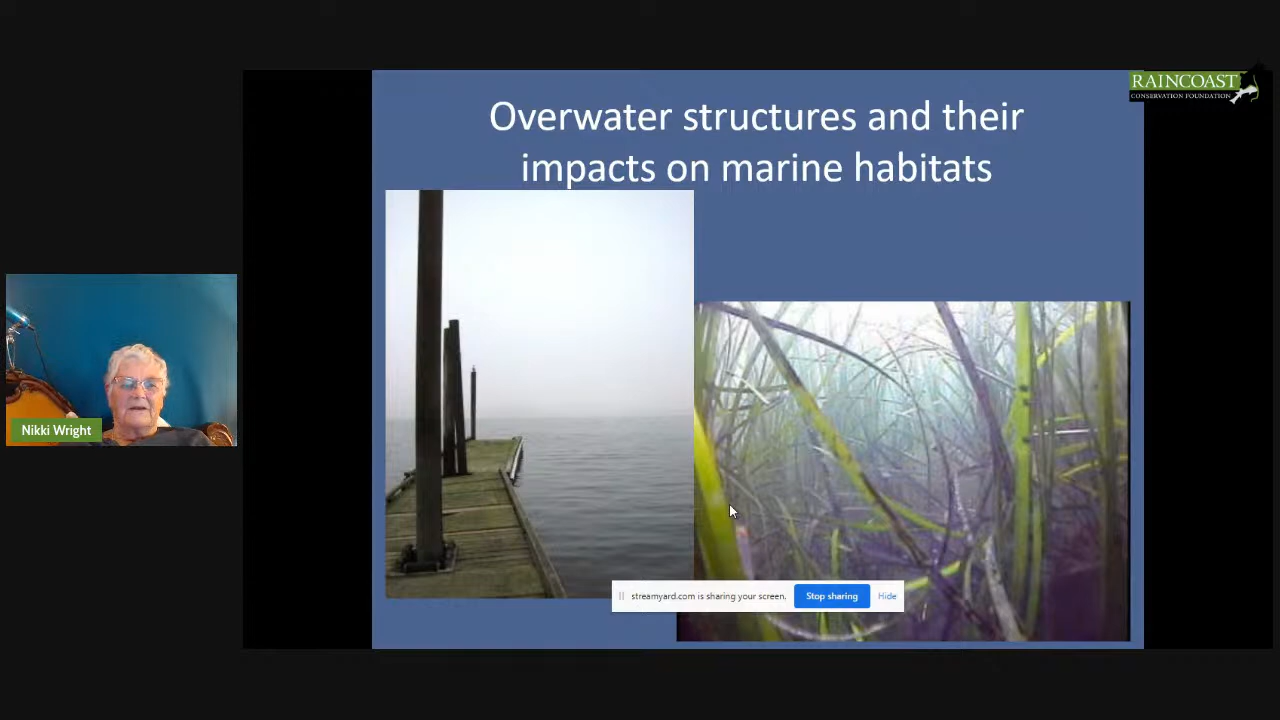 RAINCOAST
CONSERVATION FOUNDATION
Overwater structures and their
impacts on marine habitats
Nikki Wright
streamyard.com is sharing your screen. Stop sharing Hide